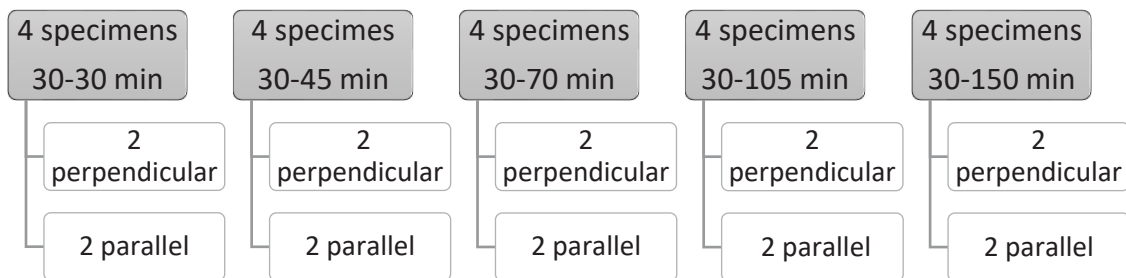 4 specimens
30-30 min
2
perpendicular
2 parallel
4 specimes
30-45 min
2
perpendicular
2 parallel
4 specimens
30-70 min
2
perpendicular
2 parallel
4 specimens
30-105 min
2
perpendicular
2 parallel
4 specimens
30-150 min
2
perpendicular
2 parallel